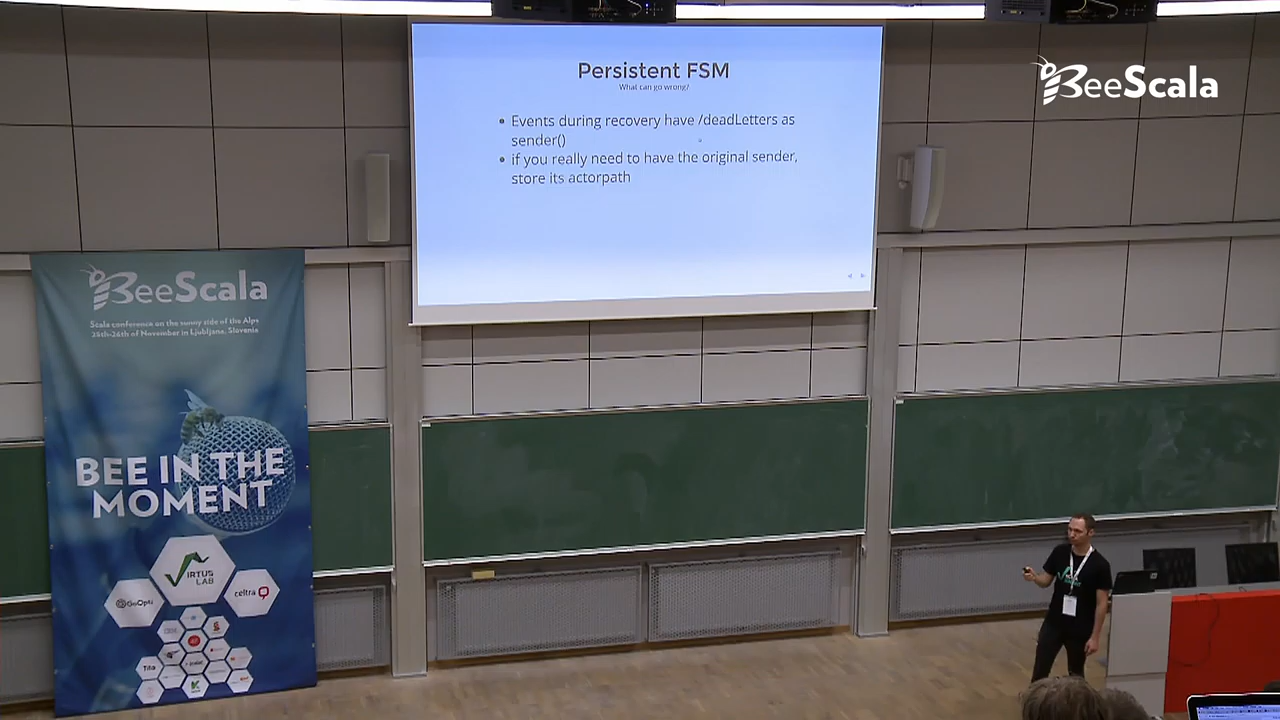 Persistent FSM
What can go wrong?
• Events during recovery have /deadLetters as
sender()
• if you really need to have the original sender,
store its actorpath
BeeScala
BeeScala
Scala conference on the sunny side of the Alps
25th-26th of November in Ljubljana, Slovenia
BEE IN THE
MOMENT
VIRTUS
LAB
@GoOpti
celtra